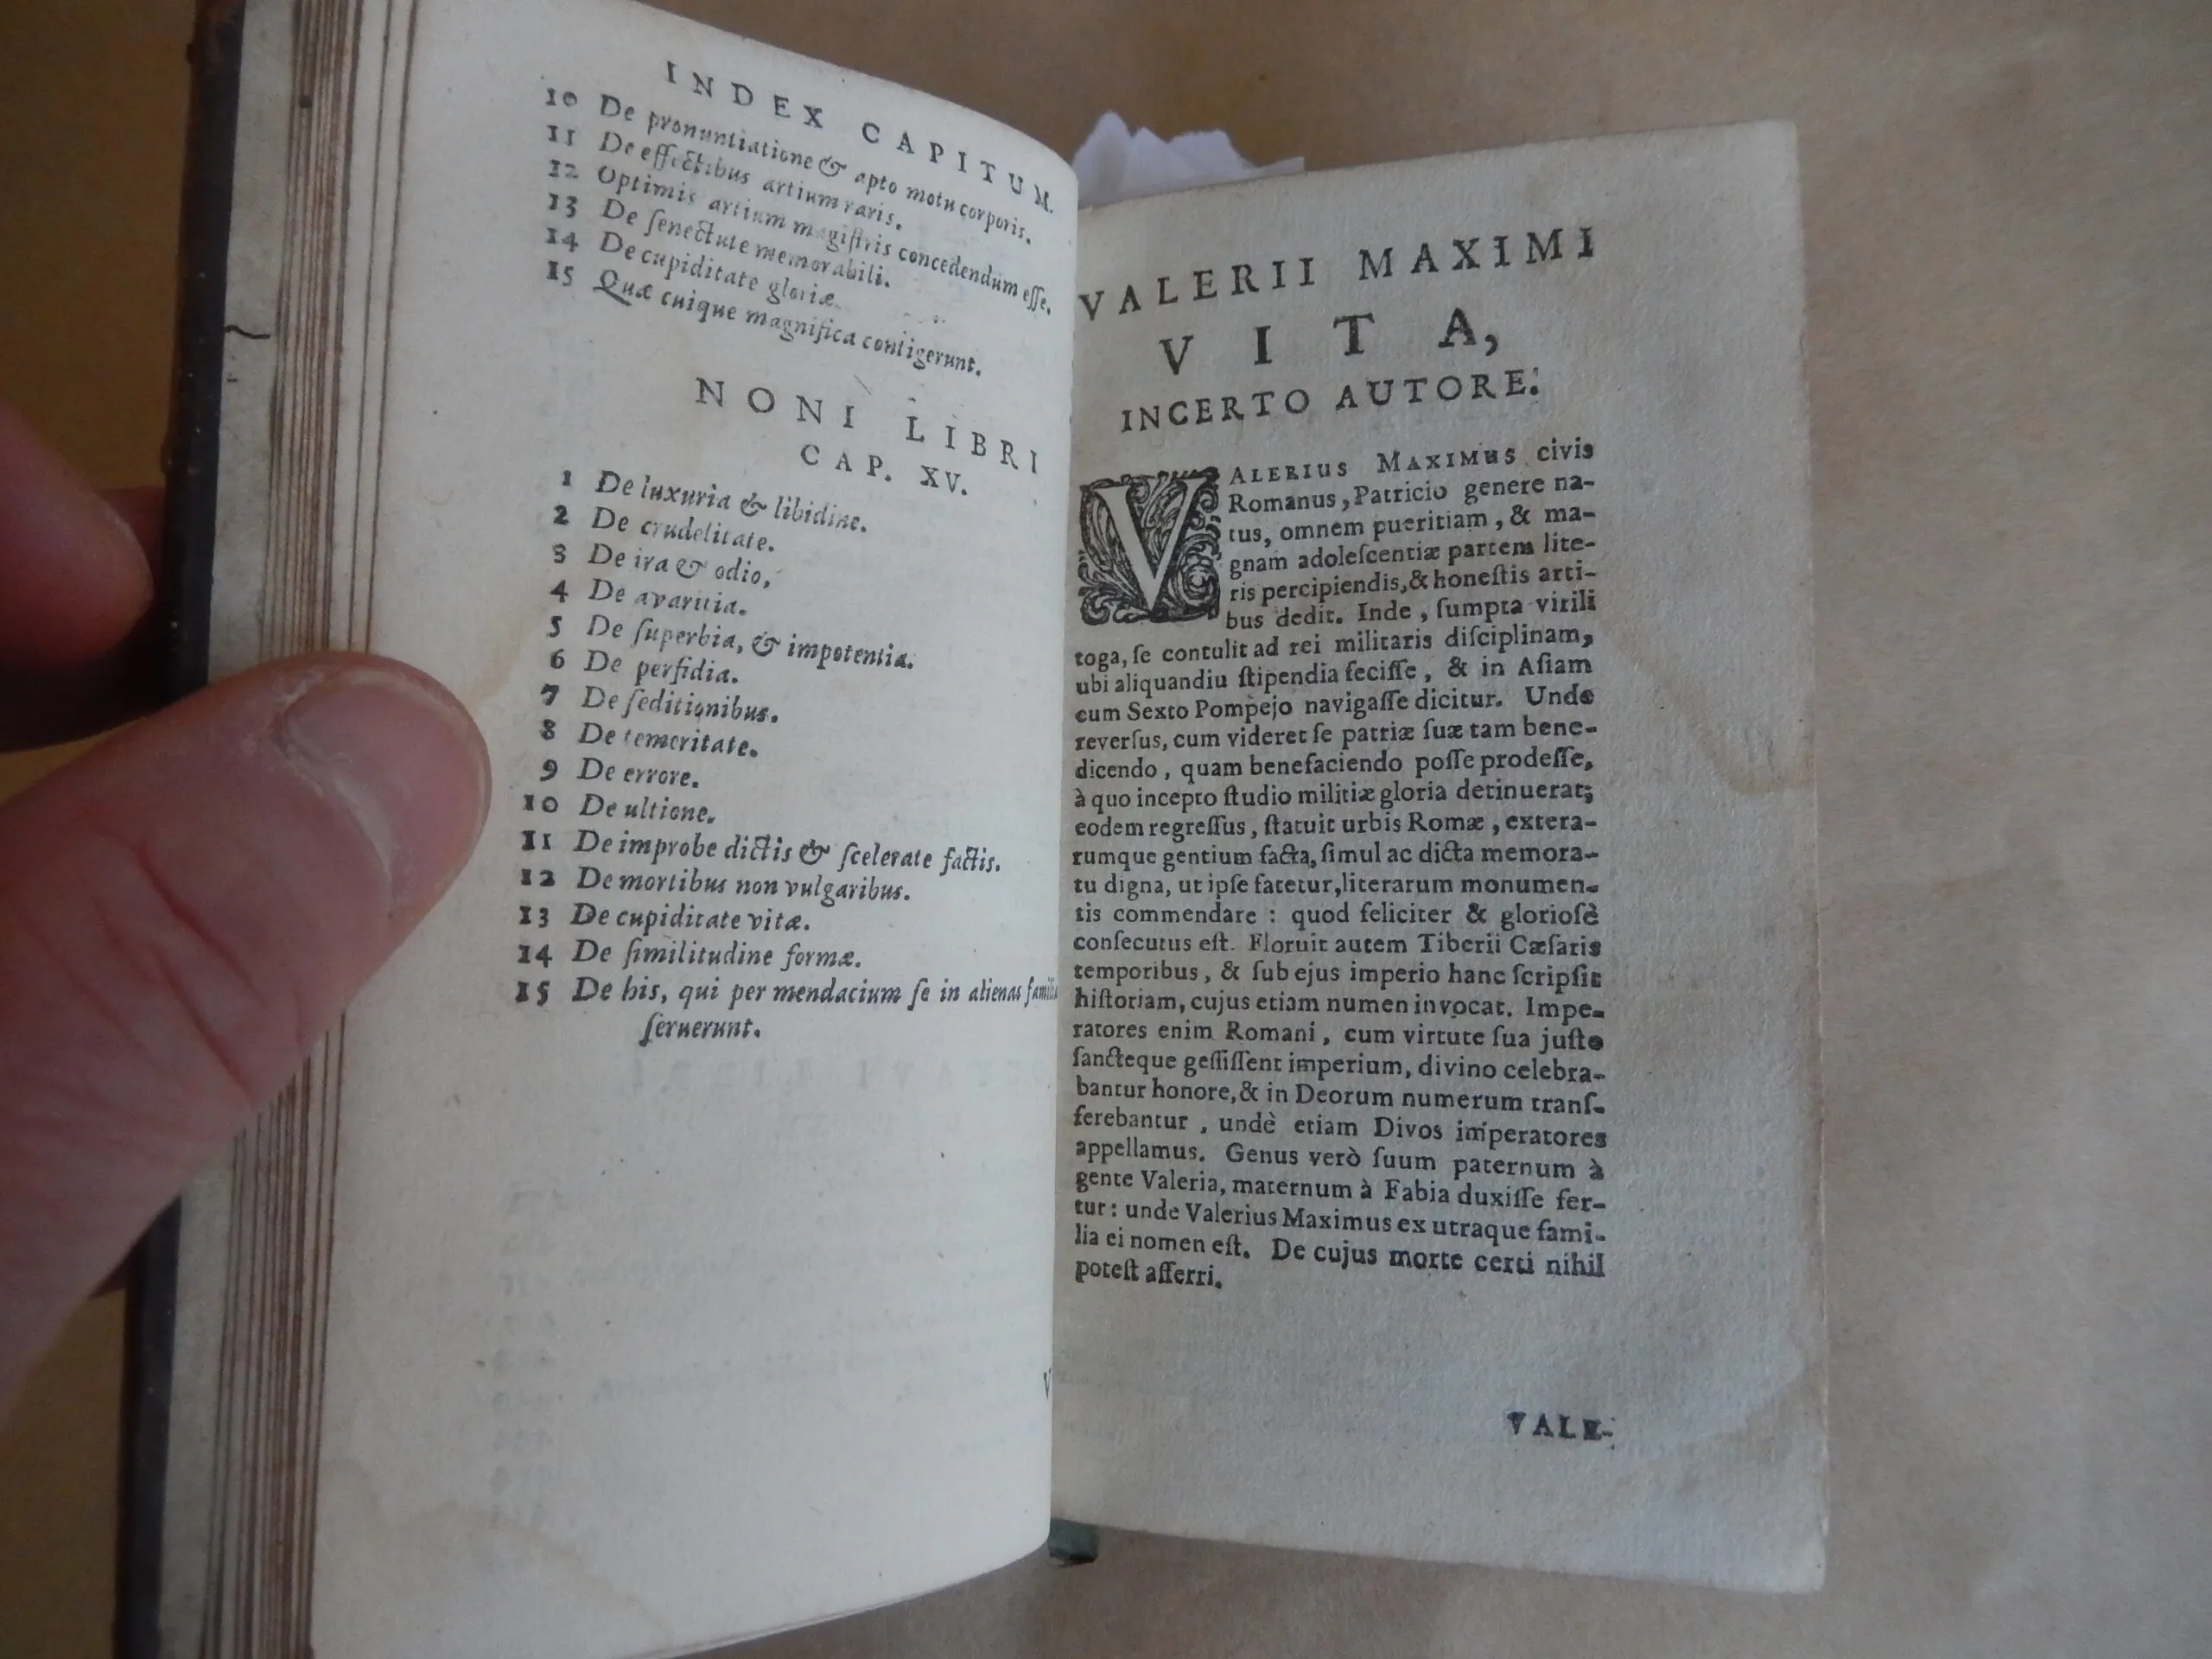 INDEX CAPITUM.
10 De pronuntiatione & apto motu corporis.
11 De effectibus artium raris.
12 Optimis artium magiſtris concedendum eſſe.
13 De ſenectute memorabili.
14 De cupiditate gloriæ.
15 Quæ cuique magnifica contigerunt.
NONI LIBRI
CAP. XV.
1 De luxuria & libidine.
2 De crudelitate.
3 De ira & odio,
4 De avaritia.
5 De ſuperbia, & impotentia.
6 De perfidia.
7 De ſeditionibus.
8 De temeritate.
9 De errore.
10 De ultione.
11 De improbe dictis & ſcelerate factis.
12 De mortibus non vulgaribus.
13 De cupiditate vitæ.
14 De ſimilitudine formæ.
15 De his, qui per mendacium ſe in alienas
ſeruerunt.
V
VALERII MAXIMI
VITA,
INCERTO AUTORE.
VALERIUS MAXIMUS civis
Romanus, Patricio genere na-
tus, omnem pueritiam, & ma-
gnam adoleſcentiæ partem lite-
ris percipiendis, & honeſtis arti-
bus dedit. Inde, ſumpta virili
toga, ſe contulit ad rei militaris diſciplinam,
ubi aliquandiu ſtipendia feciſſe, & in Aſiam
cum Sexto Pompejo navigaſſe dicitur. Unde
reverſus, cum videret ſe patriæ ſuæ tam bene-
dicendo, quam benefaciendo poſſe prodeſſe,
à quo incepto ſtudio militiæ gloria detinuerat;
eodem regreſſus, ſtatuit urbis Romæ, extera-
rumque gentium facta, ſimul ac dicta memora-
tu digna, ut ipſe fatetur, literarum monumen-
tis commendare : quod feliciter & glorioſè
conſecutus eſt. Floruit autem Tiberii Cæſaris
temporibus, & ſub ejus imperio hanc ſcripſit
hiſtoriam, cujus etiam numen invocat. Impe-
ratores enim Romani, cum virtute ſua juſto
ſancteque geſſiſſent imperium, divino celebra-
bantur honore, & in Deorum numerum tranſ-
ferebantur, undè etiam Divos imperatores
appellamus. Genus verò ſuum paternum à
gente Valeria, maternum à Fabia duxiſſe fer-
tur: unde Valerius Maximus ex utraque fami-
lia ei nomen eſt. De cujus morte certi nihil
poteſt afferri.
VALE-